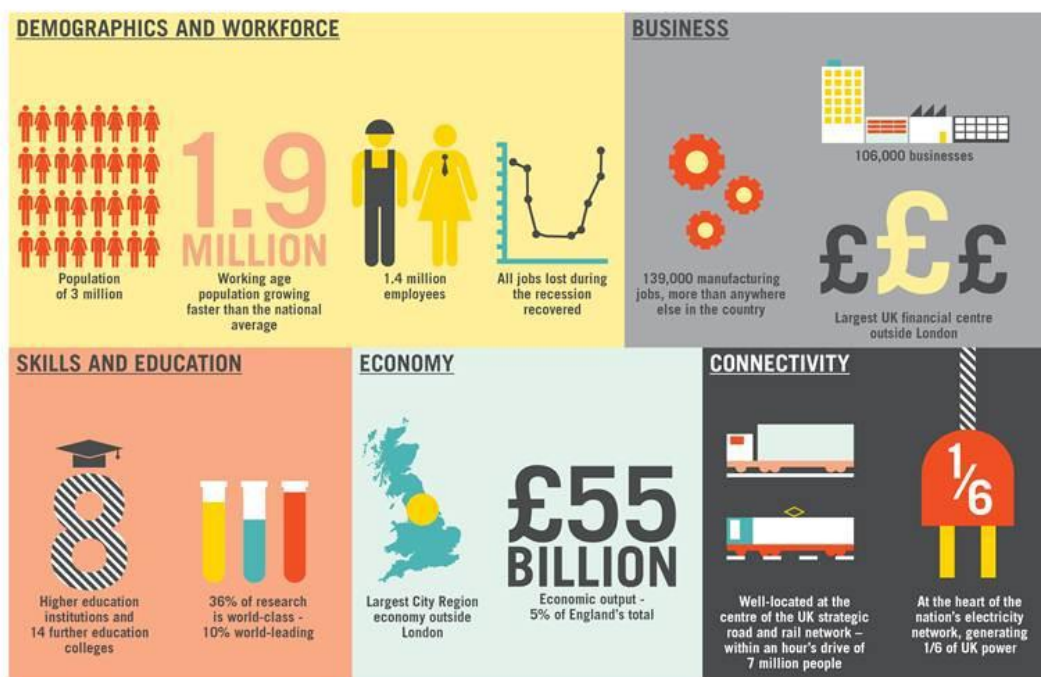 DEMOGRAPHICS AND WORKFORCE
Population
of 3 million
1.9
MILLION
Working age
population growing
faster than the national
average
1.4 million
employees
All jobs lost during
the recession
recovered
BUSINESS
106,000 businesses
139,000 manufacturing
jobs, more than anywhere
else in the country
£££
Largest UK financial centre
outside London
SKILLS AND EDUCATION
8
Higher education
institutions and
14 further education
colleges
36% of research
is world-class -
10% world-leading
ECONOMY
Largest City Region
economy outside
London
£55
BILLION
Economic output -
5% of England's total
CONNECTIVITY
Well-located at the
centre of the UK strategic
road and rail network –
within an hour's drive of
7 million people
1/6
At the heart of the
nation's electricity
network, generating
1/6 of UK power